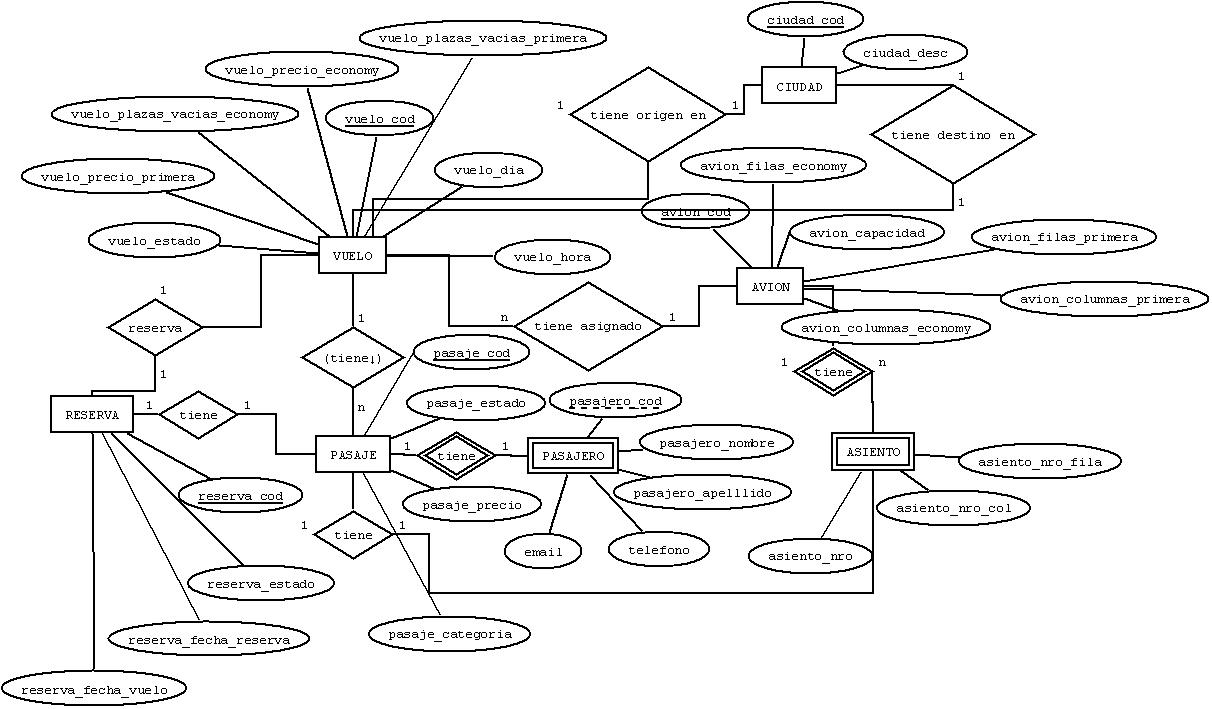 ciudad_cod
vuelo_plazas_vacias_primera
ciudad_desc
vuelo_precio_economy
1
CIUDAD
1
1
vuelo_plazas_vacias_economy
vuelo_cod
tiene origen en
tiene destino en
avion_filas_economy
vuelo_dia
vuelo_precio_primera
1
avion_cod
avion_capacidad
avion_filas_primera
vuelo_estado
VUELO
vuelo_hora
AVION
1
avion_columnas_primera
n
1
1
reserva
tiene asignado
avion_columnas_economy
pasaje_cod
(tiene↓)
1
n
tiene
1
pasajero_cod
pasaje_estado
n
1
1
RESERVA
tiene
pasajero_nombre
1
1
PASAJE
tiene
PASAJERO
ASIENTO
asiento_nro_fila
reserva_cod
pasaje_precio
pasajero_apelllido
asiento_nro_col
1
1
tiene
email
telefono
asiento_nro
reserva_estado
reserva_fecha_reserva
pasaje_categoria
reserva_fecha_vuelo